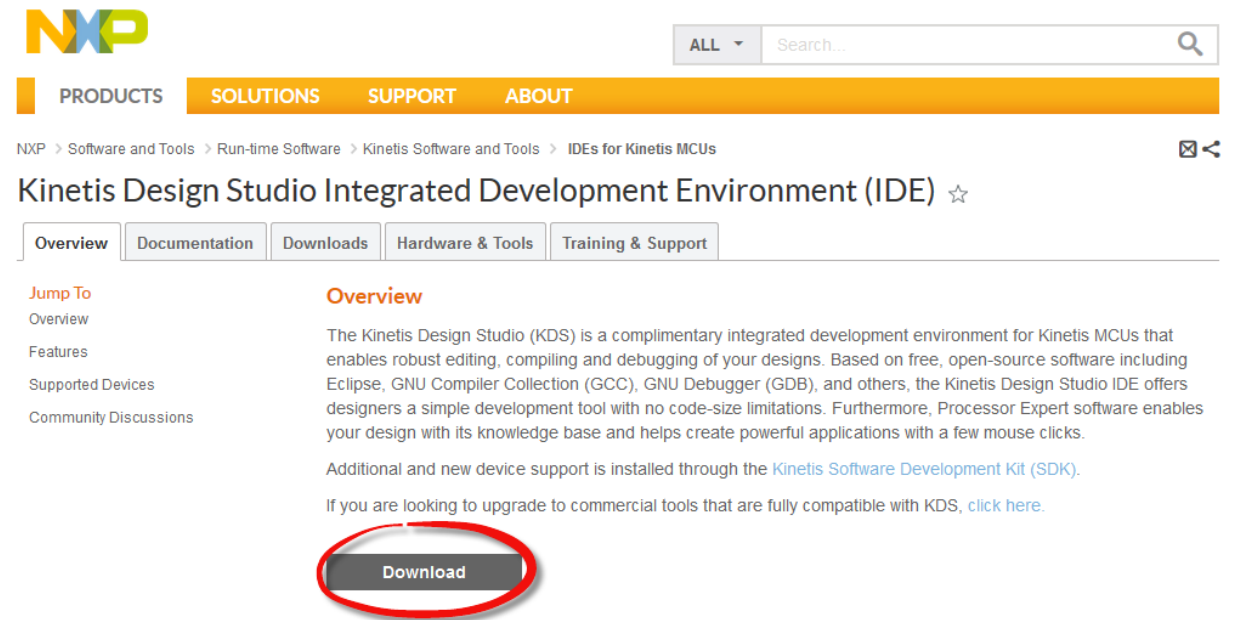 NXP
ALL Search...
PRODUCTS SOLUTIONS SUPPORT ABOUT
NXP > Software and Tools > Run-time Software > Kinetis Software and Tools > IDEs for Kinetis MCUs
Kinetis Design Studio Integrated Development Environment (IDE)
Overview Documentation Downloads Hardware & Tools Training & Support
Jump To
Overview
Features
Supported Devices
Community Discussions
Overview
The Kinetis Design Studio (KDS) is a complimentary integrated development environment for Kinetis MCUs that
enables robust editing, compiling and debugging of your designs. Based on free, open-source software including
Eclipse, GNU Compiler Collection (GCC), GNU Debugger (GDB), and others, the Kinetis Design Studio IDE offers
designers a simple development tool with no code-size limitations. Furthermore, Processor Expert software enables
your design with its knowledge base and helps create powerful applications with a few mouse clicks.
Additional and new device support is installed through the Kinetis Software Development Kit (SDK).
If you are looking to upgrade to commercial tools that are fully compatible with KDS, click here.
Download